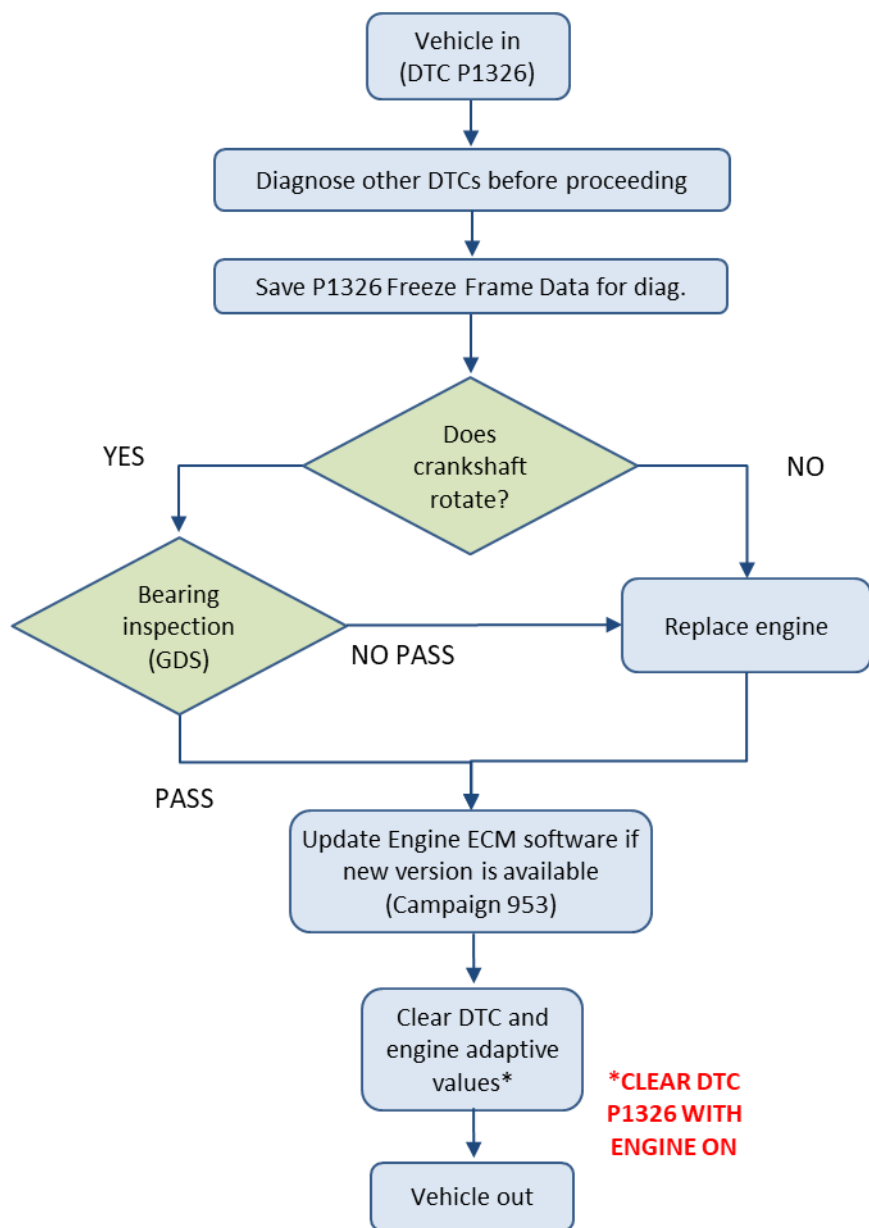 Vehicle in
(DTC P1326)
Diagnose other DTCs before proceeding
Save P1326 Freeze Frame Data for diag.
Does
crankshaft
rotate?
YES
NO
Bearing
inspection
(GDS)
NO PASS
Replace engine
PASS
Update Engine ECM software if
new version is available
(Campaign 953)
Clear DTC and
engine adaptive
values*
*CLEAR DTC
P1326 WITH
ENGINE ON
Vehicle out